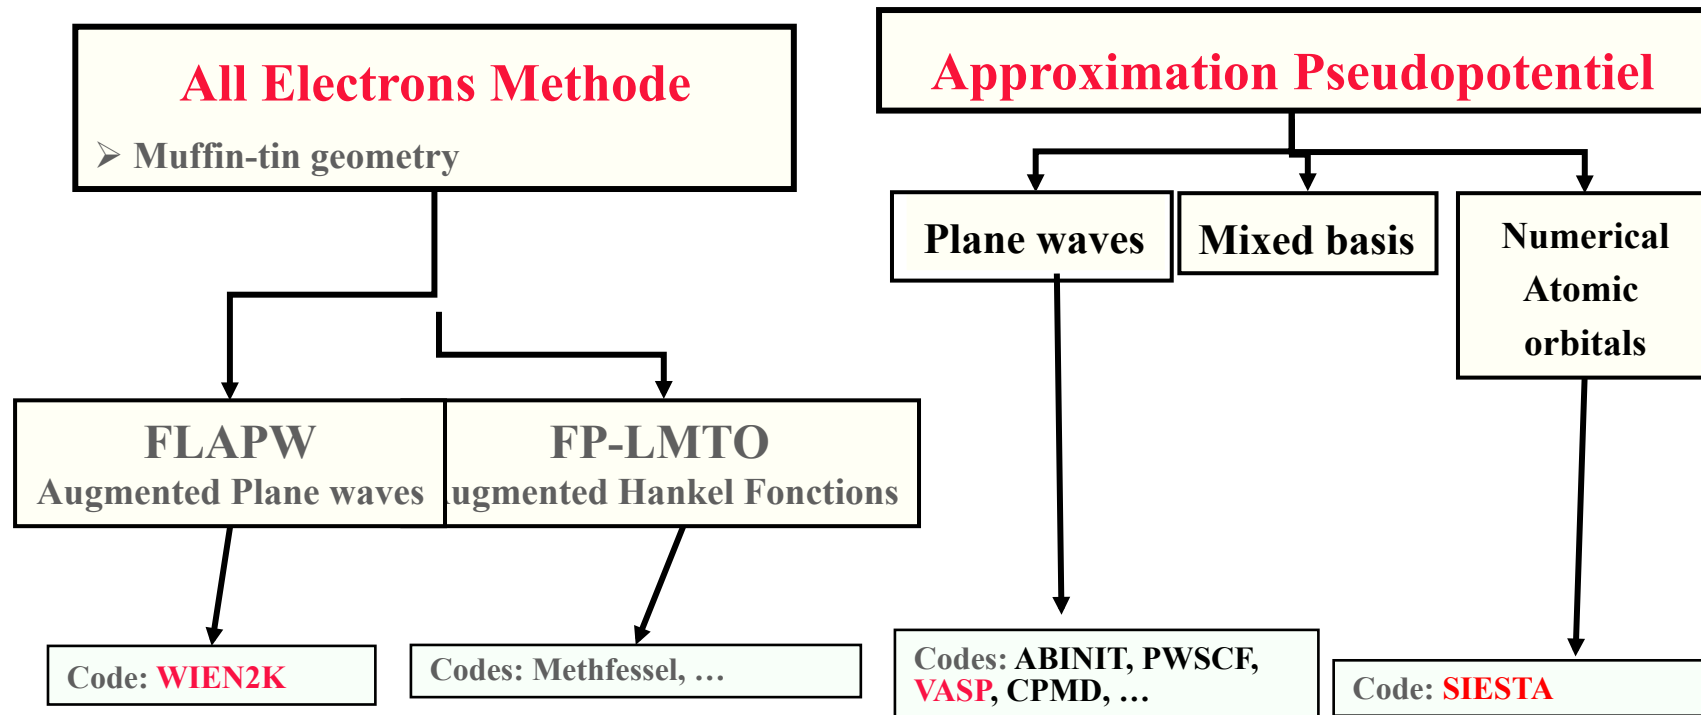 All Electrons Methode
➢ Muffin-tin geometry
Approximation Pseudopotentiel
Plane waves
Mixed basis
Numerical
Atomic
orbitals
FLAPW
Augmented Plane waves
FP-LMTO
ugmented Hankel Fonctions
Code: WIEN2K
Codes: Methfessel, …
Codes: ABINIT, PWSCF,
VASP, CPMD, …
Code: SIESTA